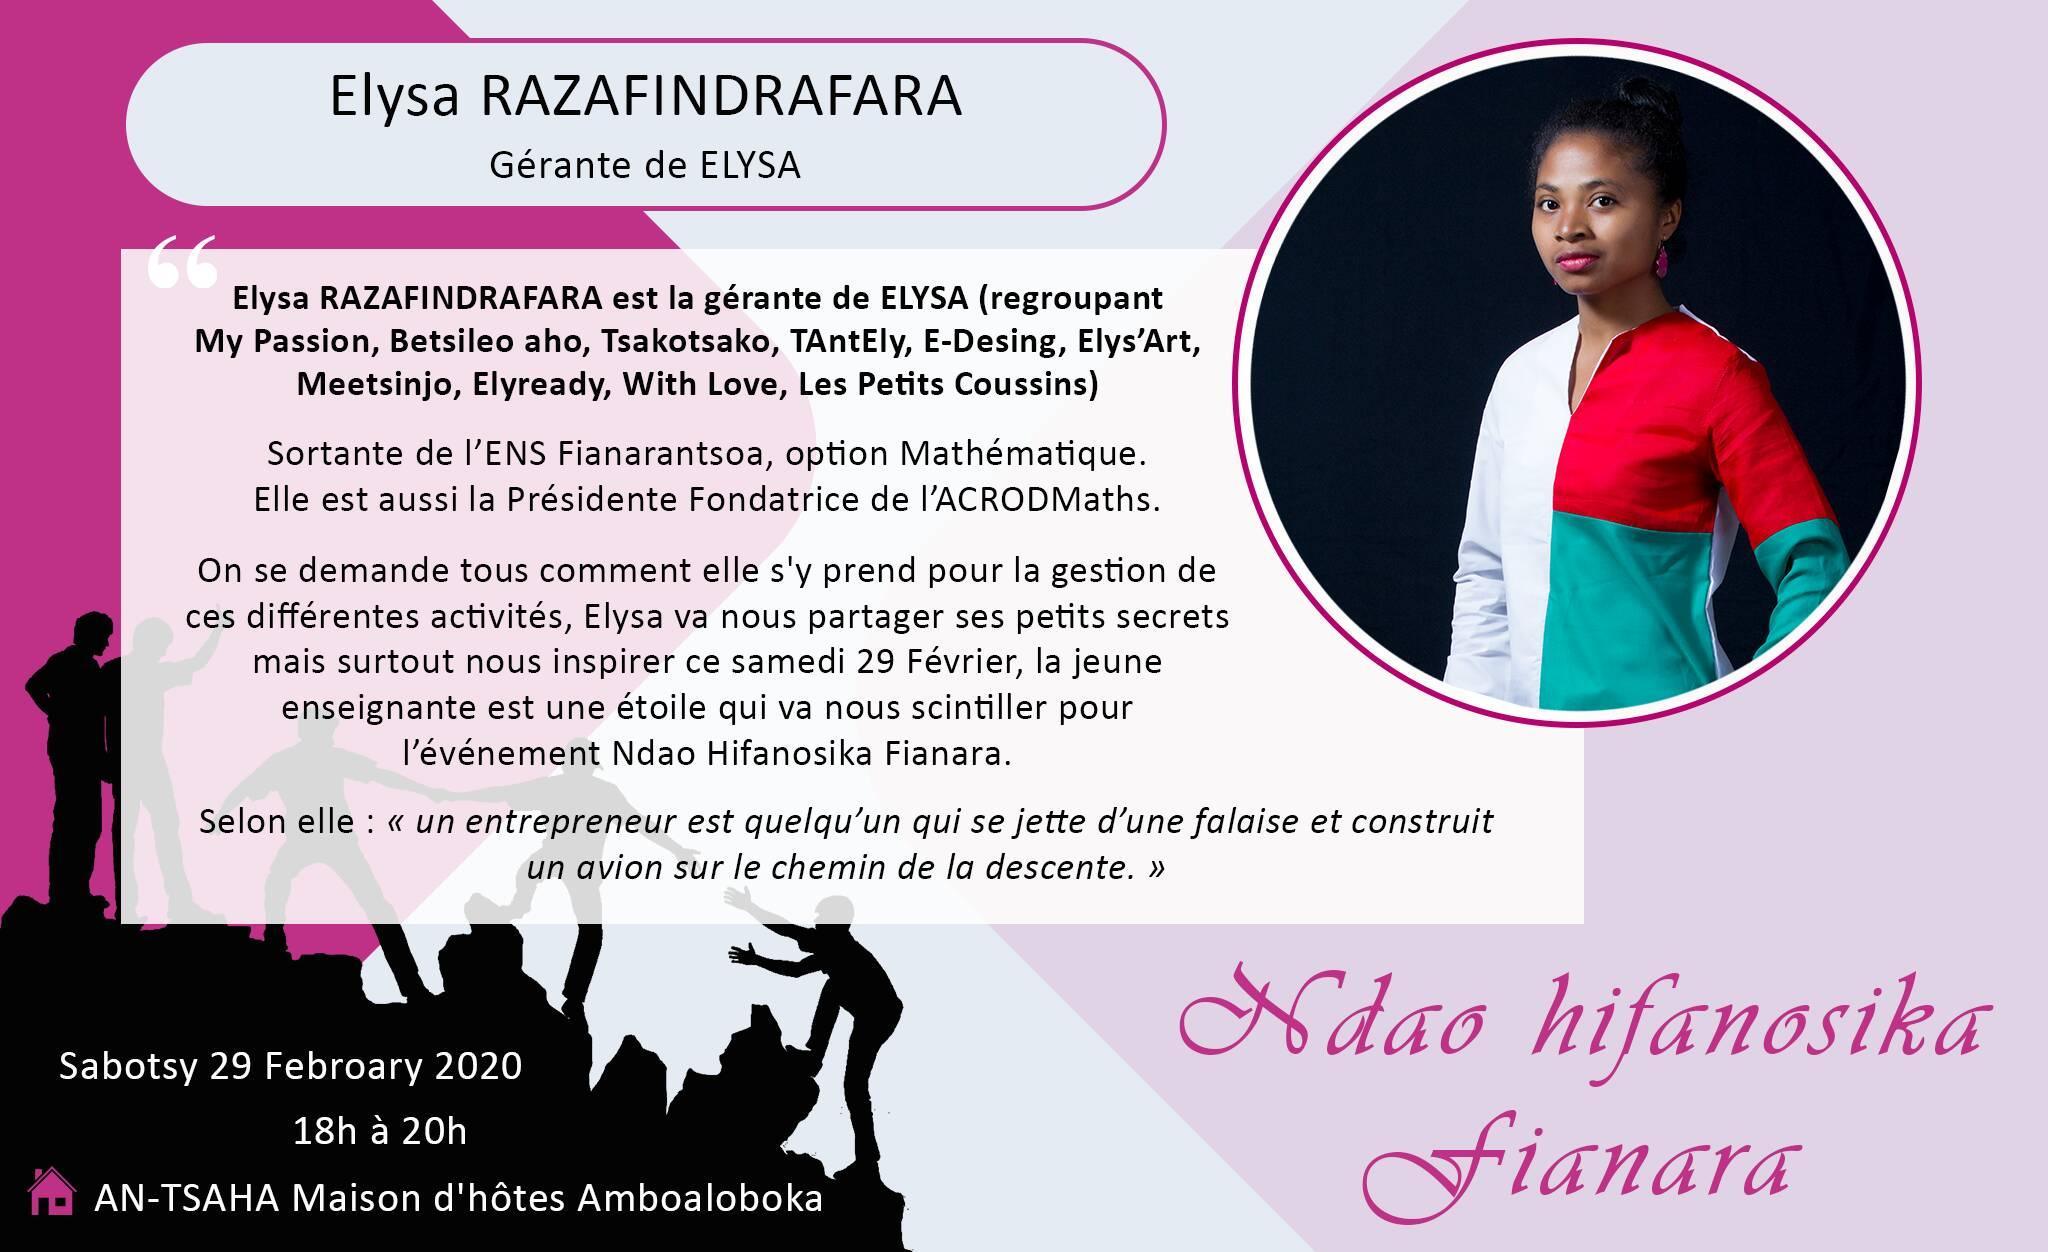 Elysa RAZAFINDRAFARA
Gérante de ELYSA
“
Elysa RAZAFINDRAFARA est la gérante de ELYSA (regroupant
My Passion, Betsileo aho, Tsakotsako, TAntEly, E-Desing, Elys’Art,
Meetsinjo, Elyready, With Love, Les Petits Coussins)
Sortante de l’ENS Fianarantsoa, option Mathématique.
Elle est aussi la Présidente Fondatrice de l’ACRODMaths.
On se demande tous comment elle s'y prend pour la gestion de
ces différentes activités, Elysa va nous partager ses petits secrets
mais surtout nous inspirer ce samedi 29 Février, la jeune
enseignante est une étoile qui va nous scintiller pour
l’événement Ndao Hifanosika Fianara.
Selon elle : « un entrepreneur est quelqu’un qui se jette d’une falaise et construit
un avion sur le chemin de la descente. »
Sabotsy 29 Febroary 2020
18h à 20h
AN-TSAHA Maison d'hôtes Amboaloboka
Ndao hifanosika
Fianara